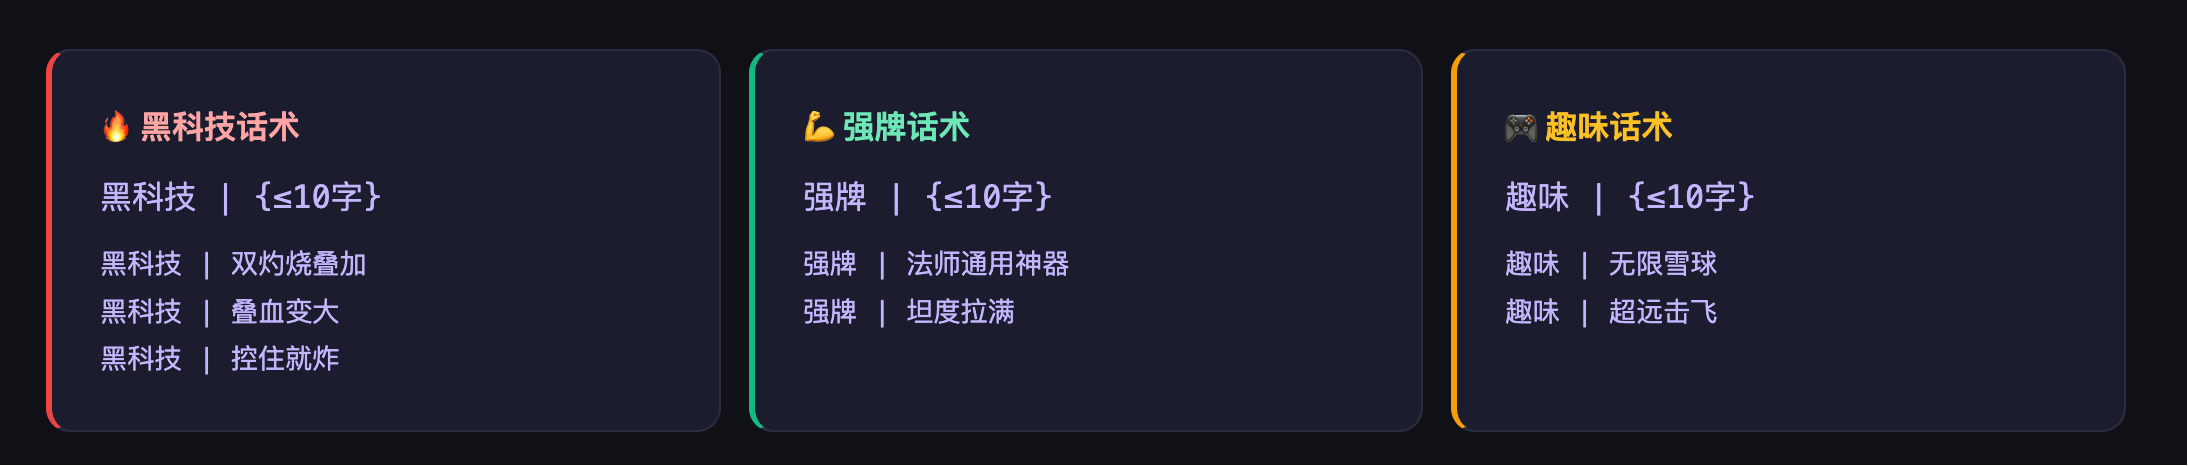 🔥 黑科技话术
黑科技 | {≤10字}
黑科技 | 双灼烧叠加
黑科技 | 叠血变大
黑科技 | 控住就炸
💪 强牌话术
强牌 | {≤10字}
强牌 | 法师通用神器
强牌 | 坦度拉满
🎮 趣味话术
趣味 | {≤10字}
趣味 | 无限雪球
趣味 | 超远击飞